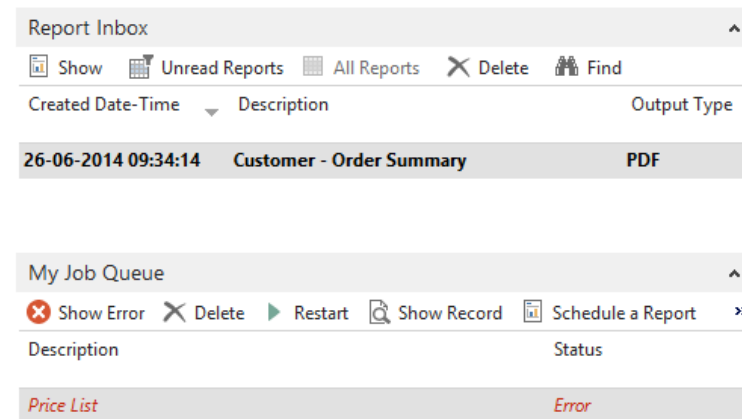 Report Inbox
Show Unread Reports All Reports Delete Find
Created Date-Time Description Output Type
26-06-2014 09:34:14 Customer - Order Summary PDF
My Job Queue
Show Error Delete Restart Show Record Schedule a Report »
Description Status
Price List Error